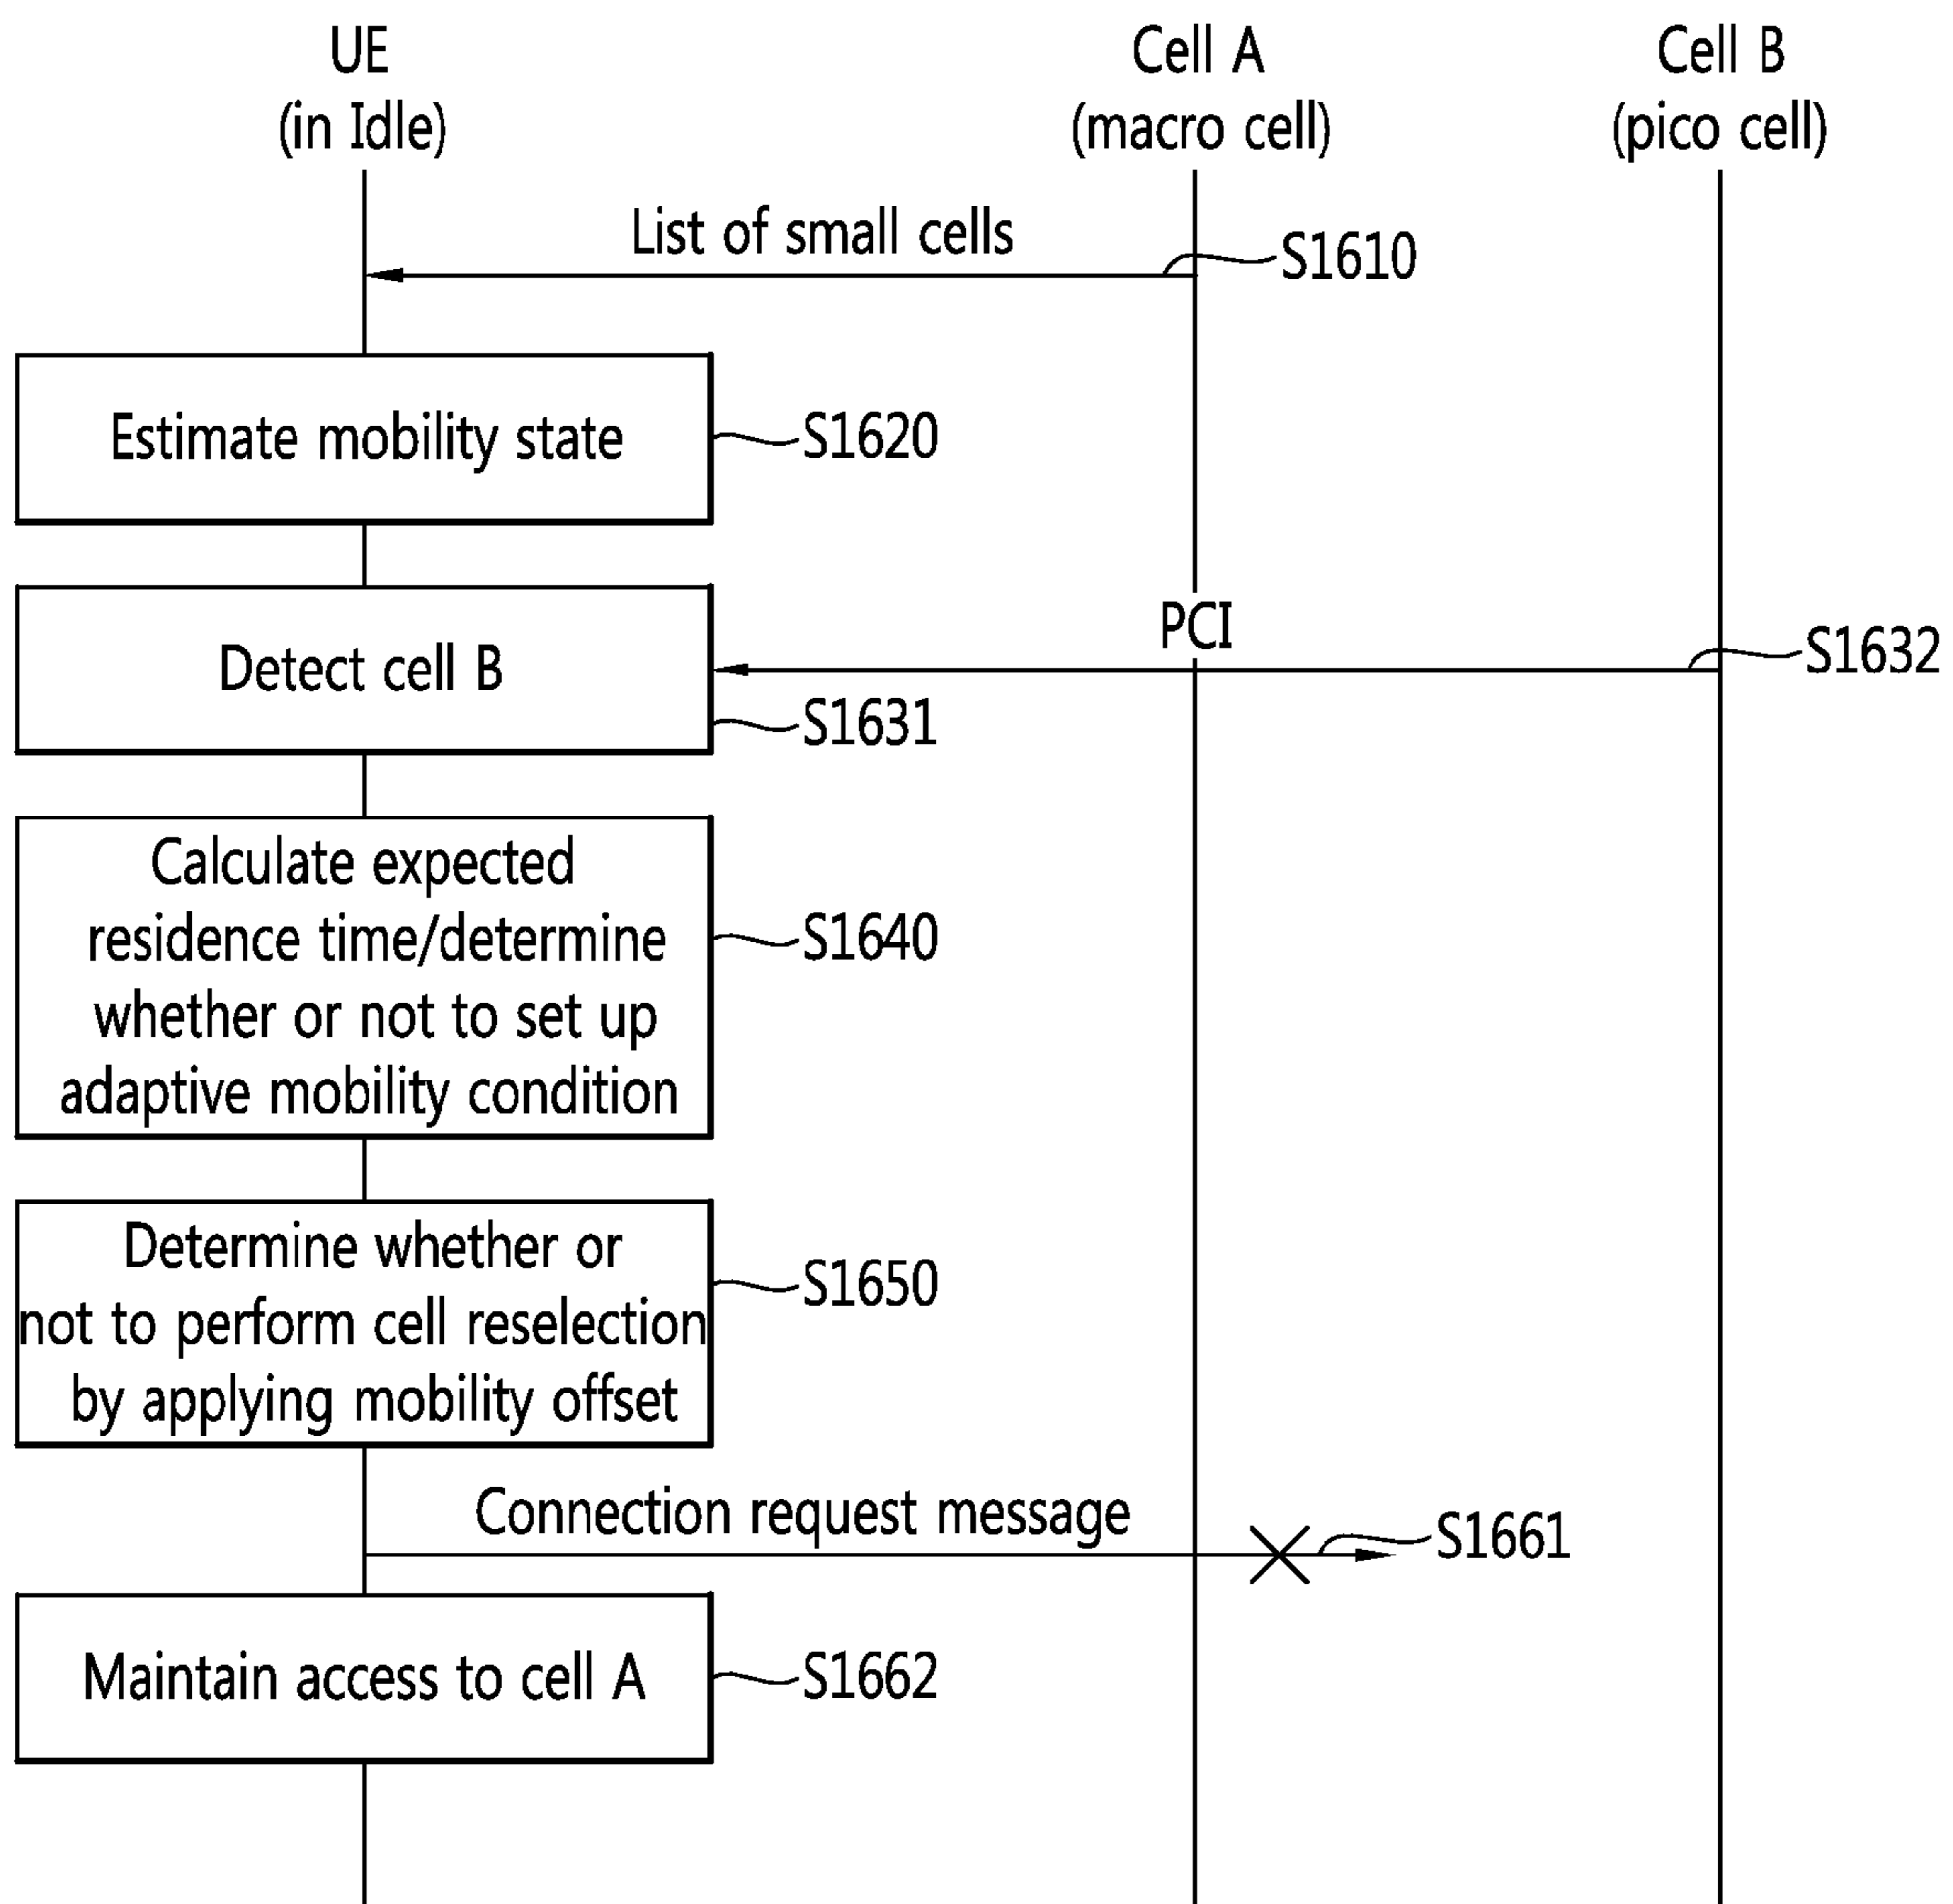 UE
(in Idle)
Cell A
(macro cell)
Cell B
(pico cell)
List of small cells
S1610
Estimate mobility state
S1620
PCI
S1632
Detect cell B
S1631
Calculate expected
residence time/determine
whether or not to set up
adaptive mobility condition
S1640
Determine whether or
not to perform cell reselection
by applying mobility offset
S1650
Connection request message
S1661
Maintain access to cell A
S1662